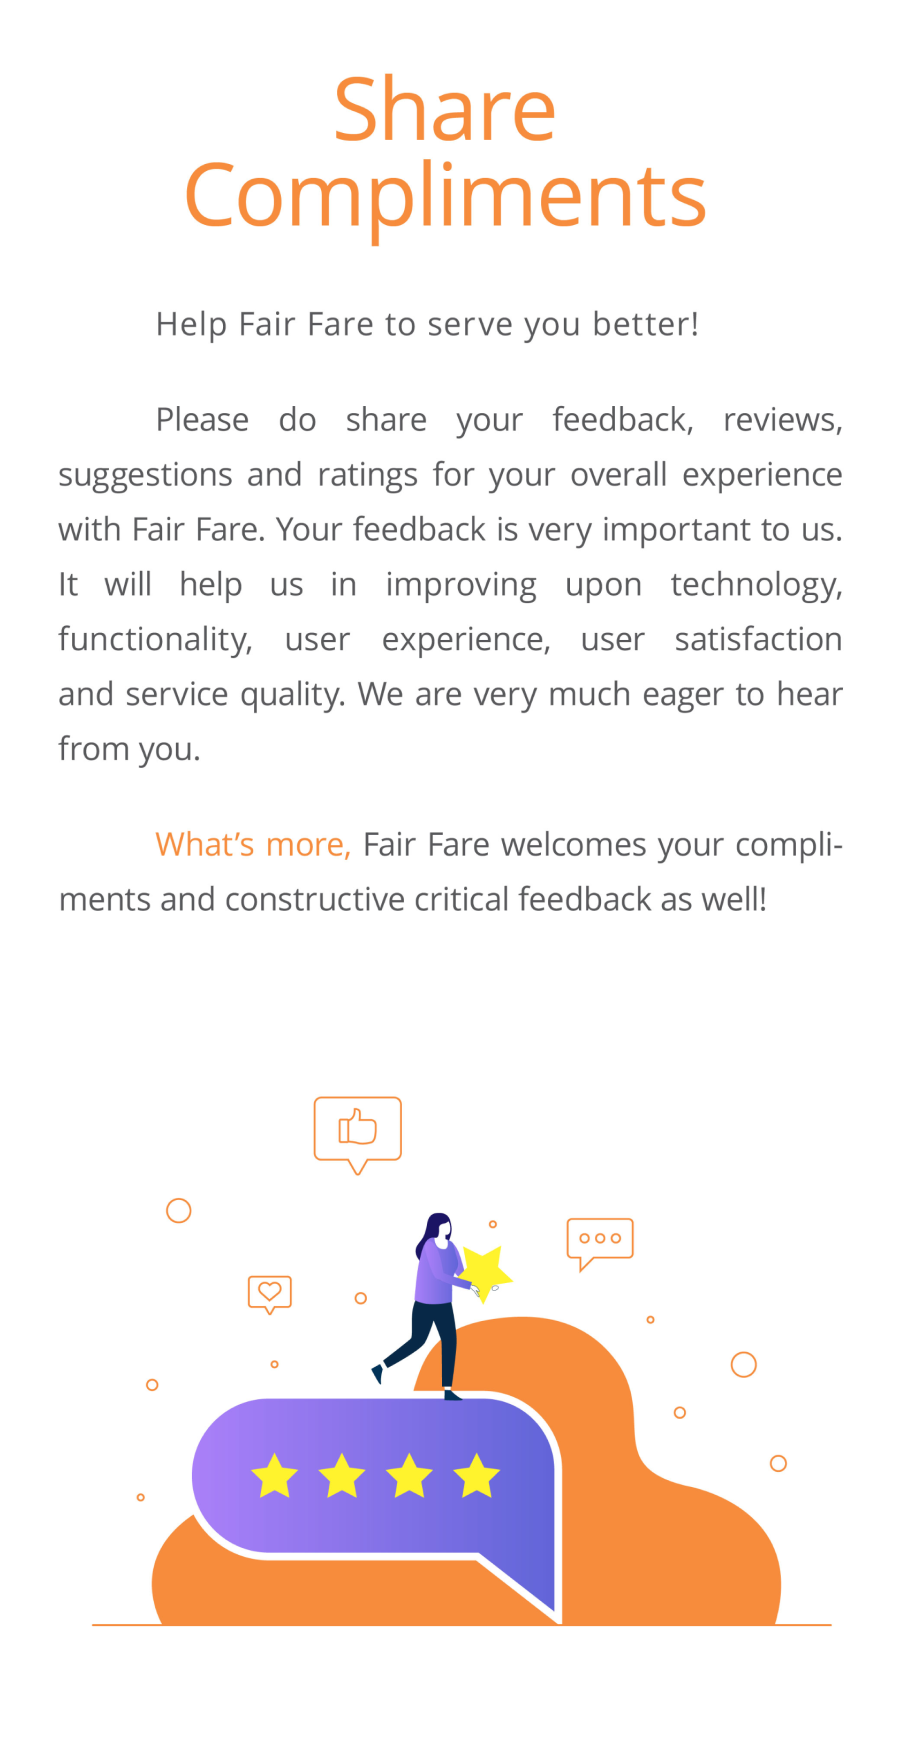 Share
Compliments
Help Fair Fare to serve you better!
Please do share your feedback, reviews,
suggestions and ratings for your overall experience
with Fair Fare. Your feedback is very important to us.
It will help us in improving upon technology,
functionality, user experience, user satisfaction
and service quality. We are very much eager to hear
from you.
What’s more, Fair Fare welcomes your compli-
ments and constructive critical feedback as well!